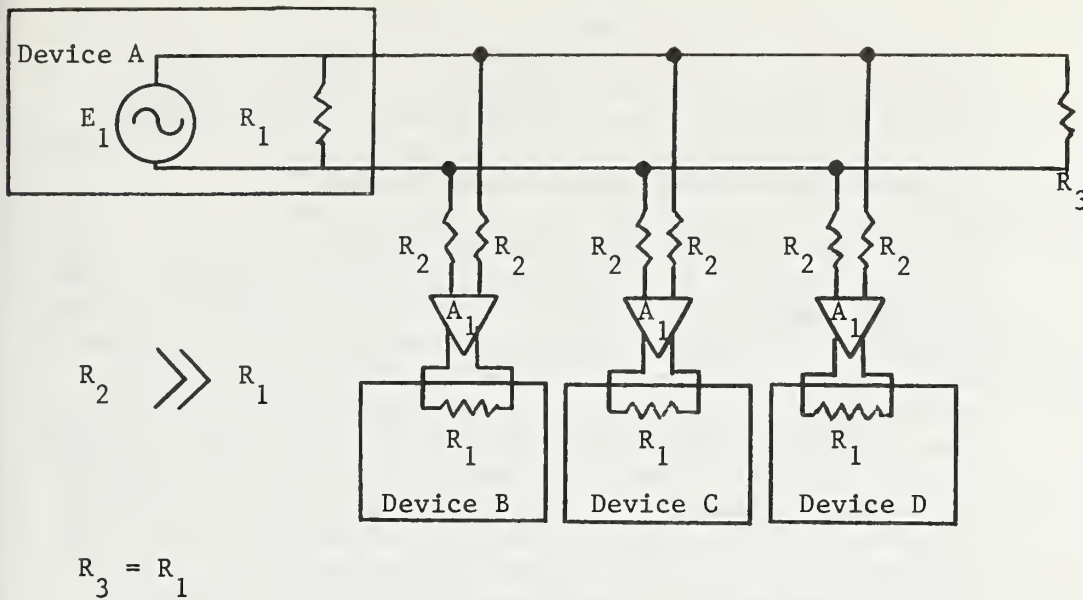 Device A
E1 R1
R3
R2 R2 R2 R2 R2 R2
A1 A1 A1
R2 >> R1
R1 R1 R1
Device B Device C Device D
R3 = R1